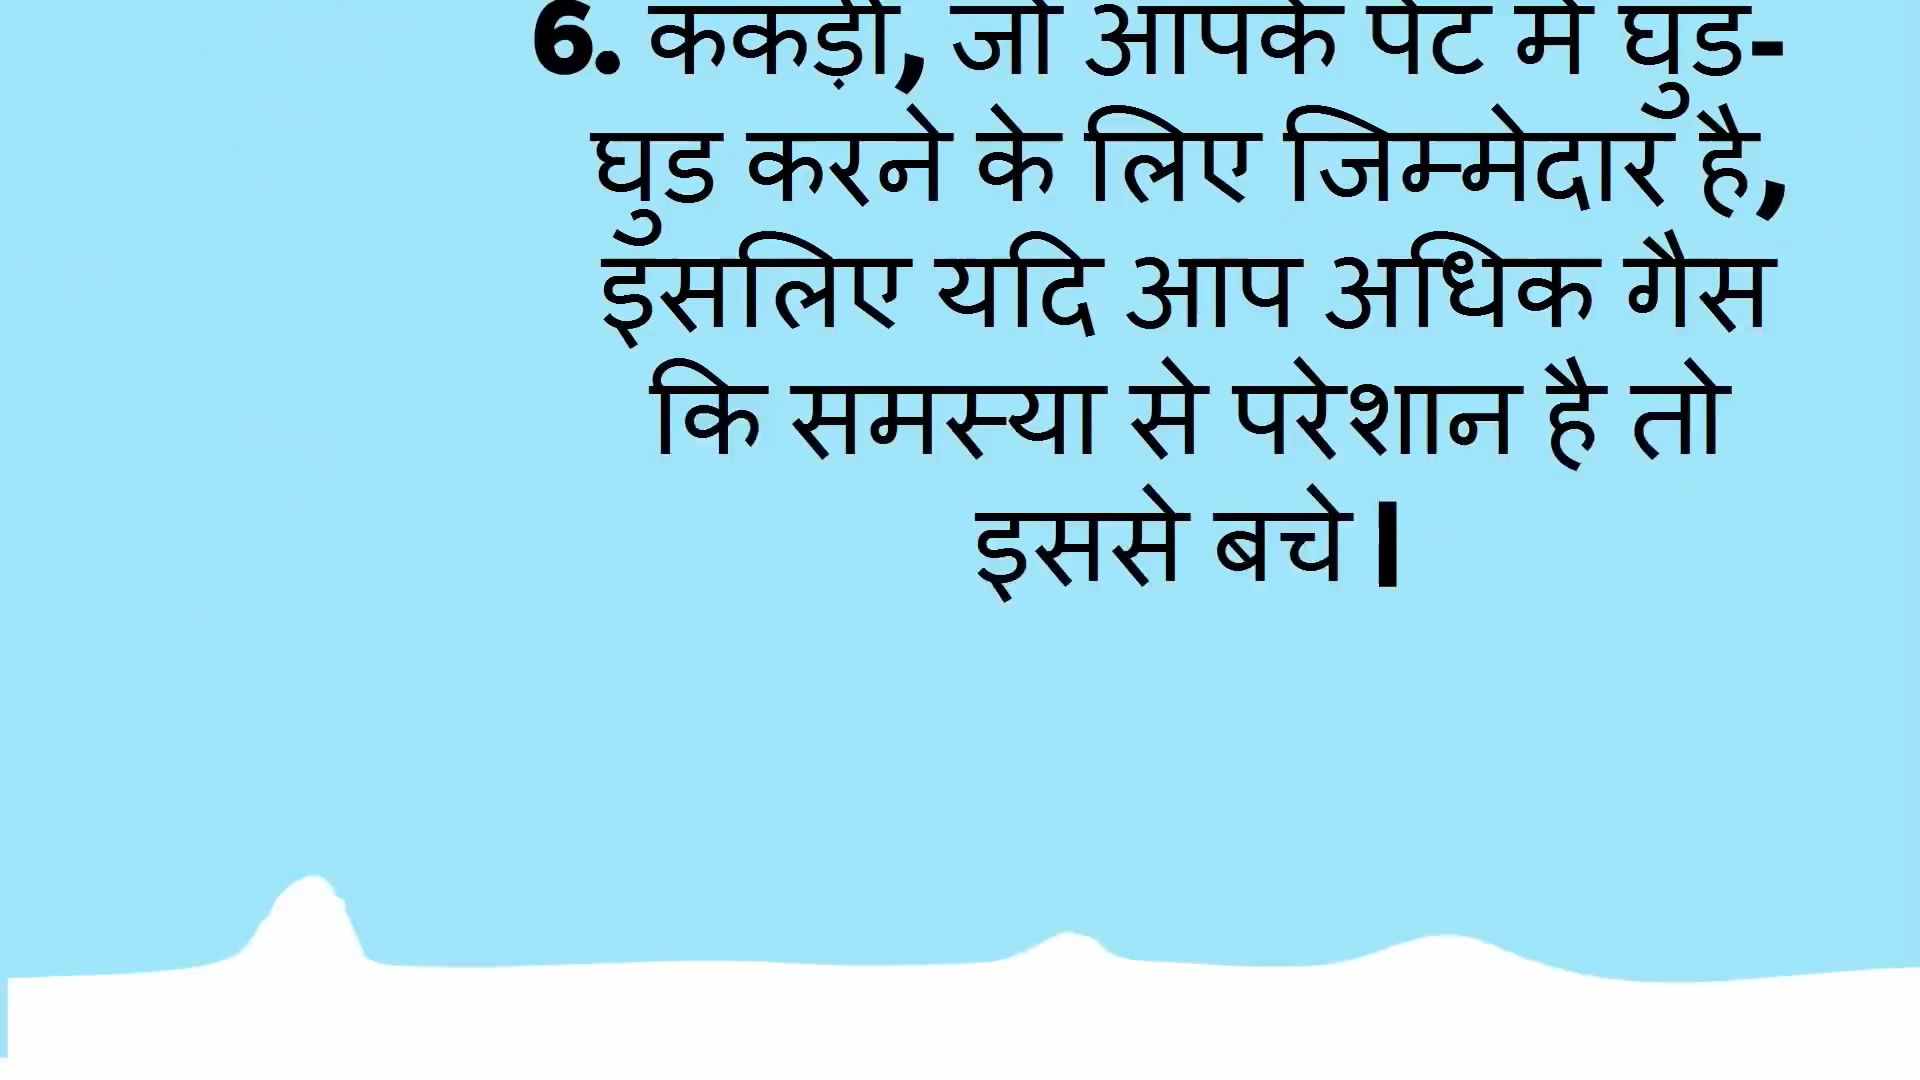 6. ककड़ी, जो आपके पेट में घुड-
घुड करने के लिए जिम्मेदार है,
इसलिए यदि आप अधिक गैस
कि समस्या से परेशान है तो
इससे बचे |